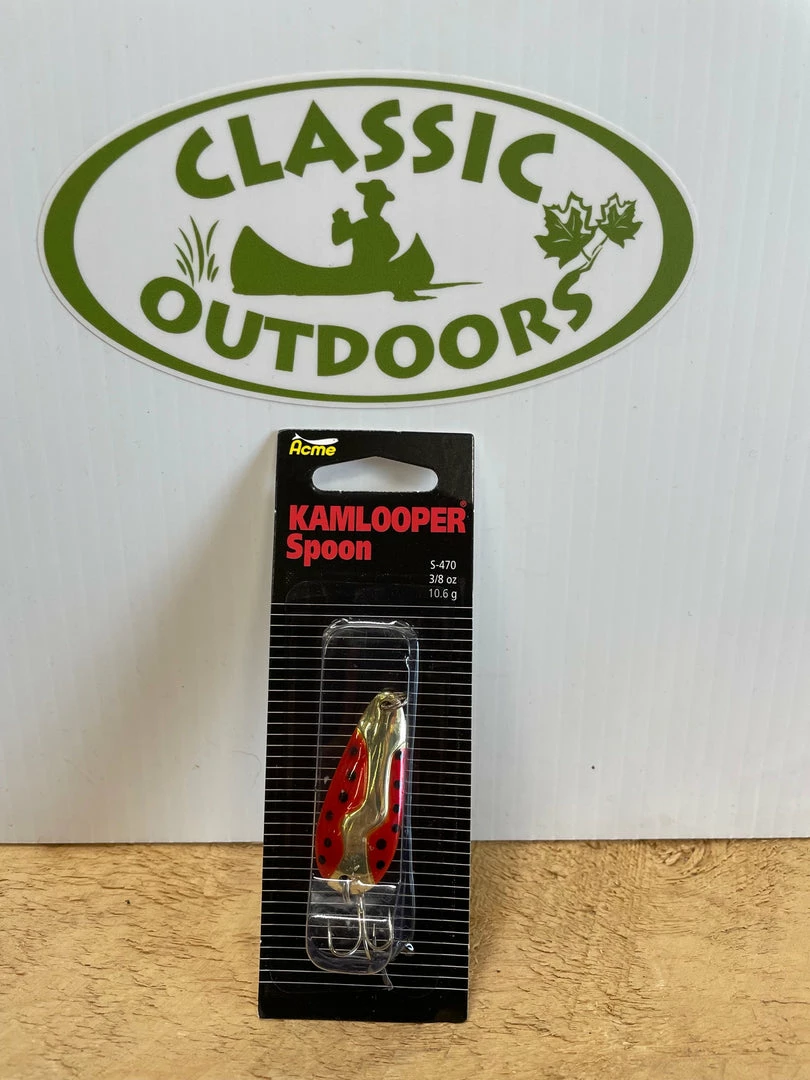 CLASSIC
OUTDOORS
Acme
KAMLOOPER®
Spoon
S-470
3/8 oz
10.6 g